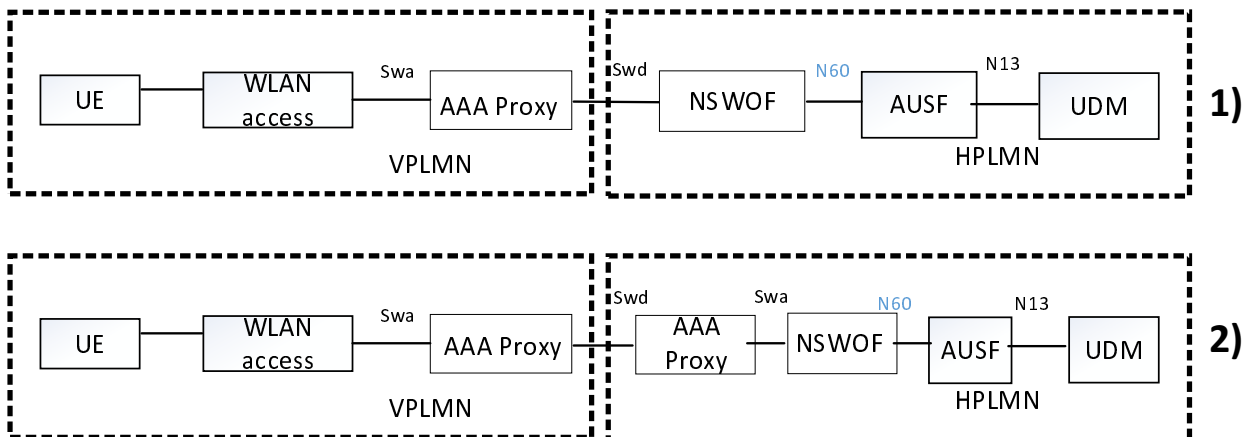 Swa
Swd
N60
N13
UE
WLAN
access
AAA Proxy
NSWOF
AUSF
UDM
1)
VPLMN
HPLMN
Swa
Swd
Swa
N60
N13
UE
WLAN
access
AAA Proxy
AAA
Proxy
NSWOF
AUSF
UDM
2)
VPLMN
HPLMN